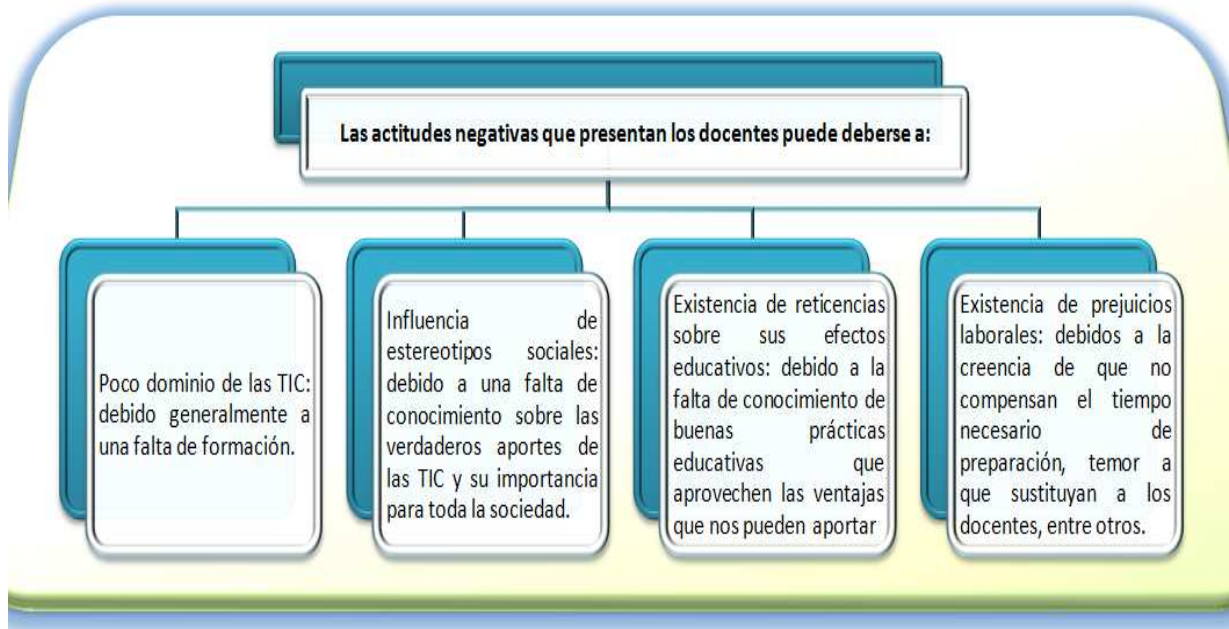 Las actitudes negativas que presentan los docentes puede deberse a:
Poco dominio de las TIC:
debido generalmente a
una falta de formación.
Influencia de
estereotipos sociales:
debido a una falta de
conocimiento sobre las
verdaderos aportes de
las TIC y su importancia
para toda la sociedad.
Existencia de reticencias
sobre sus efectos
educativos: debido a la
falta de conocimiento de
buenas prácticas
educativas que
aprovechen las ventajas
que nos pueden aportar
Existencia de prejuicios
laborales: debidos a la
creencia de que no
compensan el tiempo
necesario de
preparación, temor a
que sustituyan a los
docentes, entre otros.